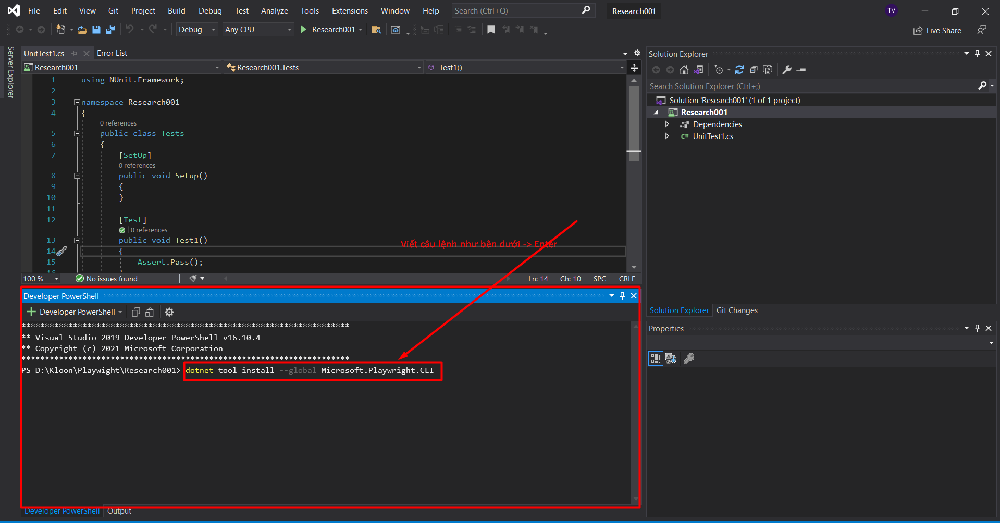 File Edit View Git Project Build Debug Test Analyze Tools Extensions Window Help Search (Ctrl+Q) Research001 TV
Debug Any CPU Research001 Live Share
Server Explorer
UnitTest1.cs Error List
Research001 Research001.Tests Test1()
1 using NUnit.Framework;
2
3 namespace Research001
4 {
0 references
5 public class Tests
6 {
7 [SetUp]
0 references
8 public void Setup()
9 {
10 }
11
12 [Test]
0 references
13 public void Test1()
Viết câu lệnh như bên dưới -> Enter
14 {
15 Assert.Pass();
16 }
100 % No issues found Ln: 14 Ch: 10 SPC CRLF
Developer PowerShell
Developer PowerShell
**********************************************************************
** Visual Studio 2019 Developer PowerShell v16.10.4
** Copyright (c) 2021 Microsoft Corporation
**********************************************************************
PS D:\Kloon\Playwight\Research001> dotnet tool install --global Microsoft.Playwright.CLI
Developer PowerShell Output
Solution Explorer
Search Solution Explorer (Ctrl+;)
Solution 'Research001' (1 of 1 project)
Research001
Dependencies
C# UnitTest1.cs
Solution Explorer Git Changes
Properties